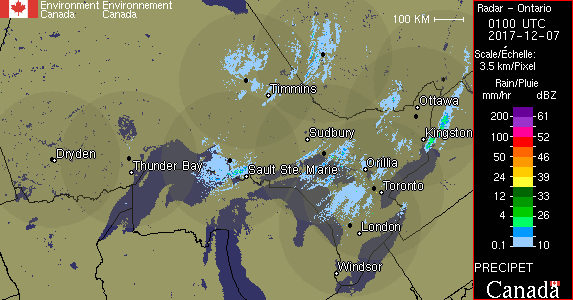 Environment Environnement
Canada Canada
100 KM
Timmins
Ottawa
Sudbury
Kingston
Dryden
Thunder Bay
Sault Ste. Marie
Orillia
Toronto
London
Windsor
Radar - Ontario
0100 UTC
2017-12-07
Scale/Échelle:
3.5 km/Pixel
Rain/Pluie
mm/hr dBZ
200 61
100 52
50 46
24 39
12 33
4 26
0.1 10
PRECIPET
Canada